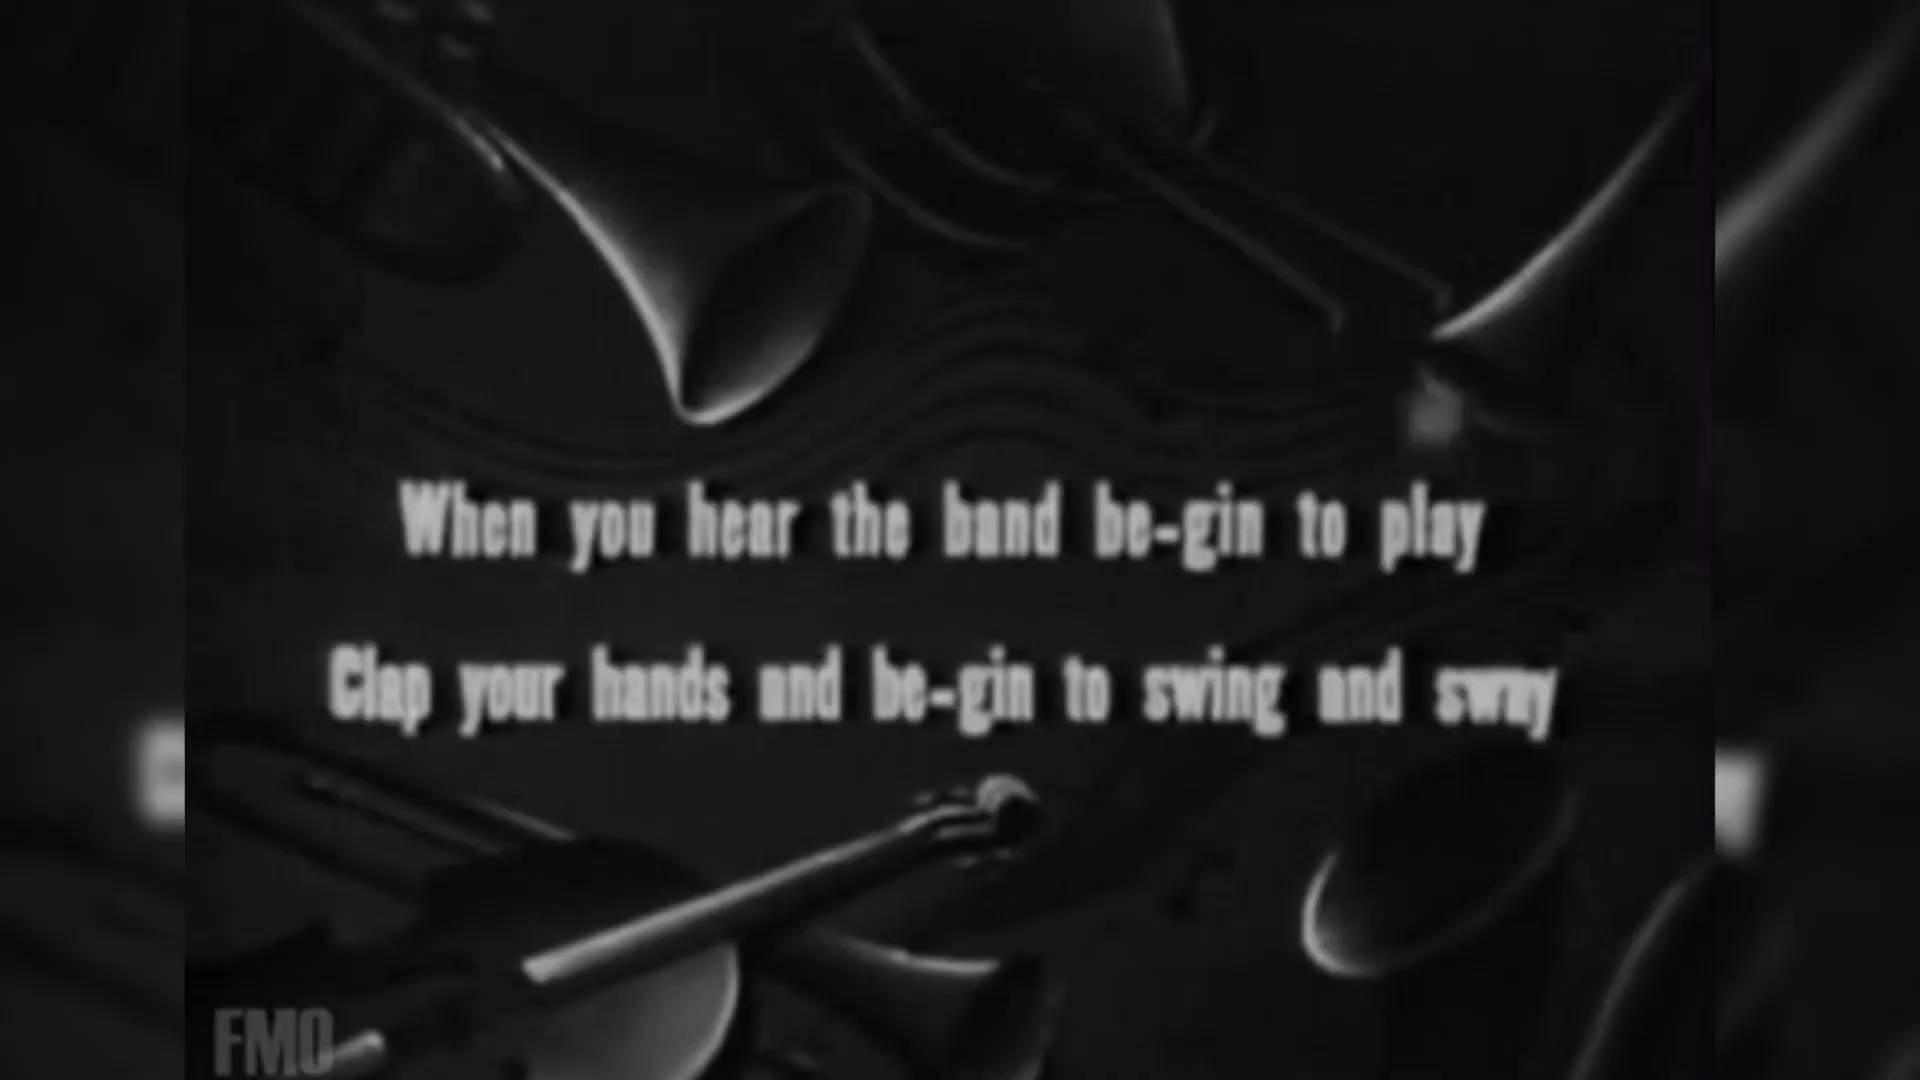 When you hear the band be-gin to play
Clap your hands and be-gin to swing and sway
FMO